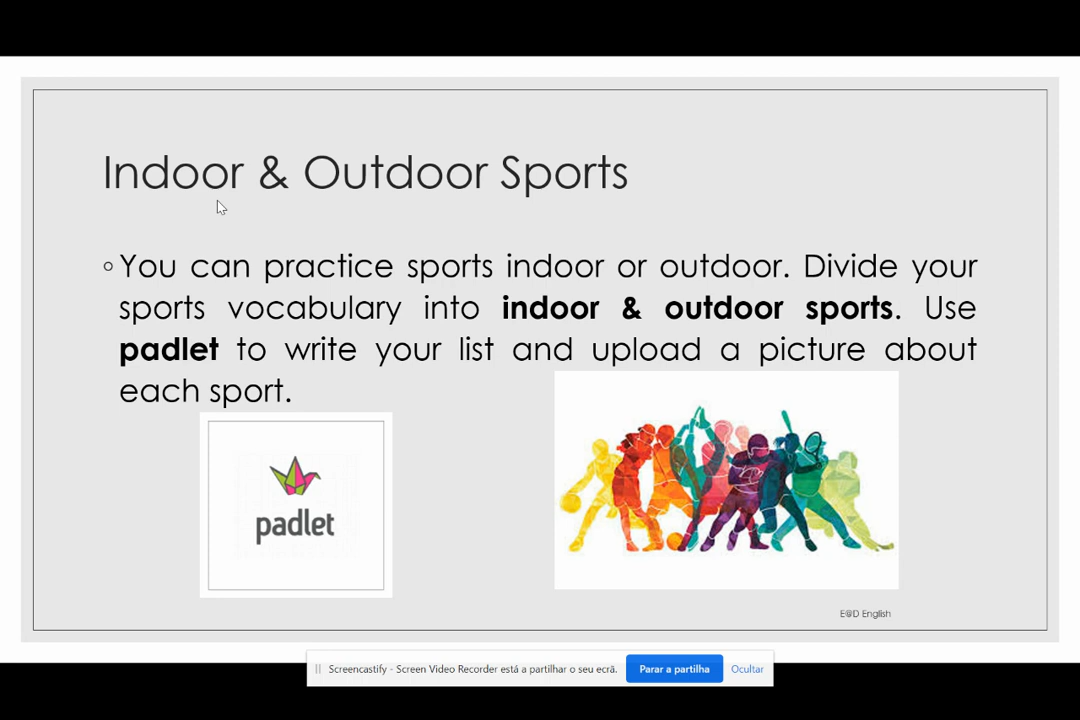 Indoor & Outdoor Sports
◦ You can practice sports indoor or outdoor. Divide your
sports vocabulary into indoor & outdoor sports. Use
padlet to write your list and upload a picture about
each sport.
padlet
E@D English
Screencastify - Screen Video Recorder está a partilhar o seu ecrã. Parar a partilha Ocultar